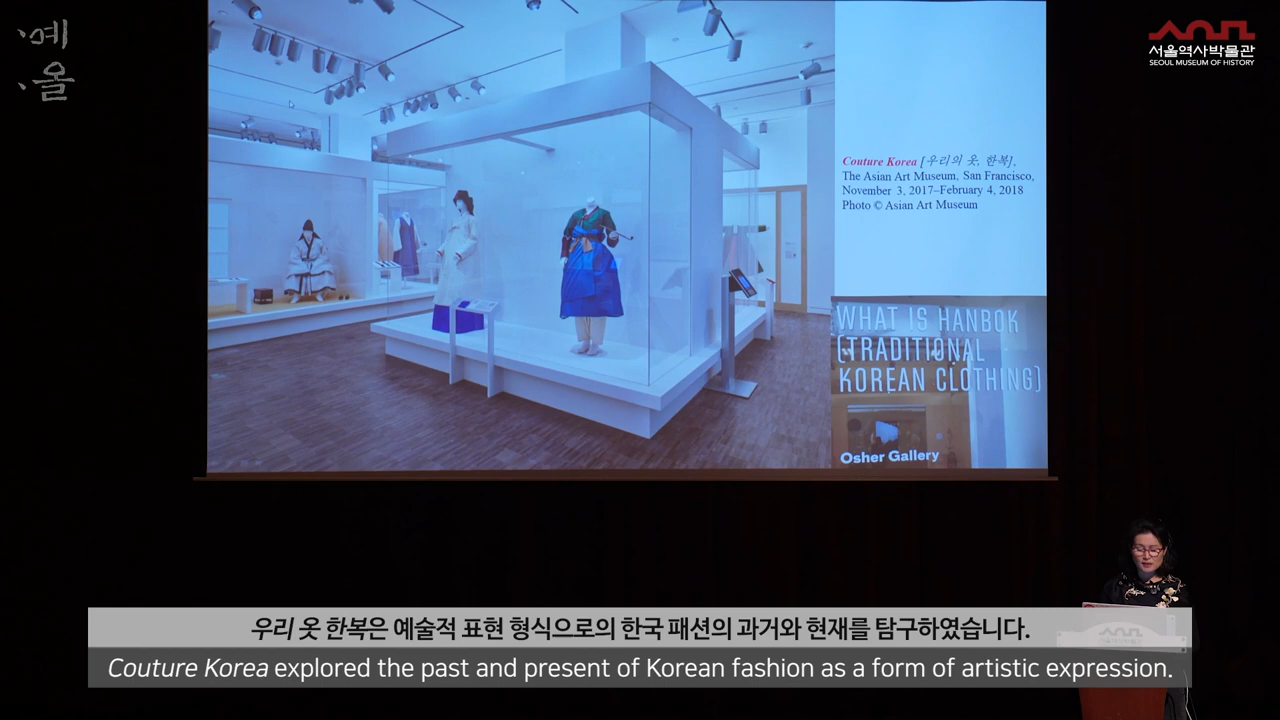 예올
서울역사박물관
SEOUL MUSEUM OF HISTORY
Couture Korea [우리의 옷, 한복],
The Asian Art Museum, San Francisco,
November 3, 2017–February 4, 2018
Photo © Asian Art Museum
WHAT IS HANBOK
(TRADITIONAL
KOREAN CLOTHING)
Osher Gallery
우리 옷 한복은 예술적 표현 형식으로의 한국 패션의 과거와 현재를 탐구하였습니다.
Couture Korea explored the past and present of Korean fashion as a form of artistic expression.